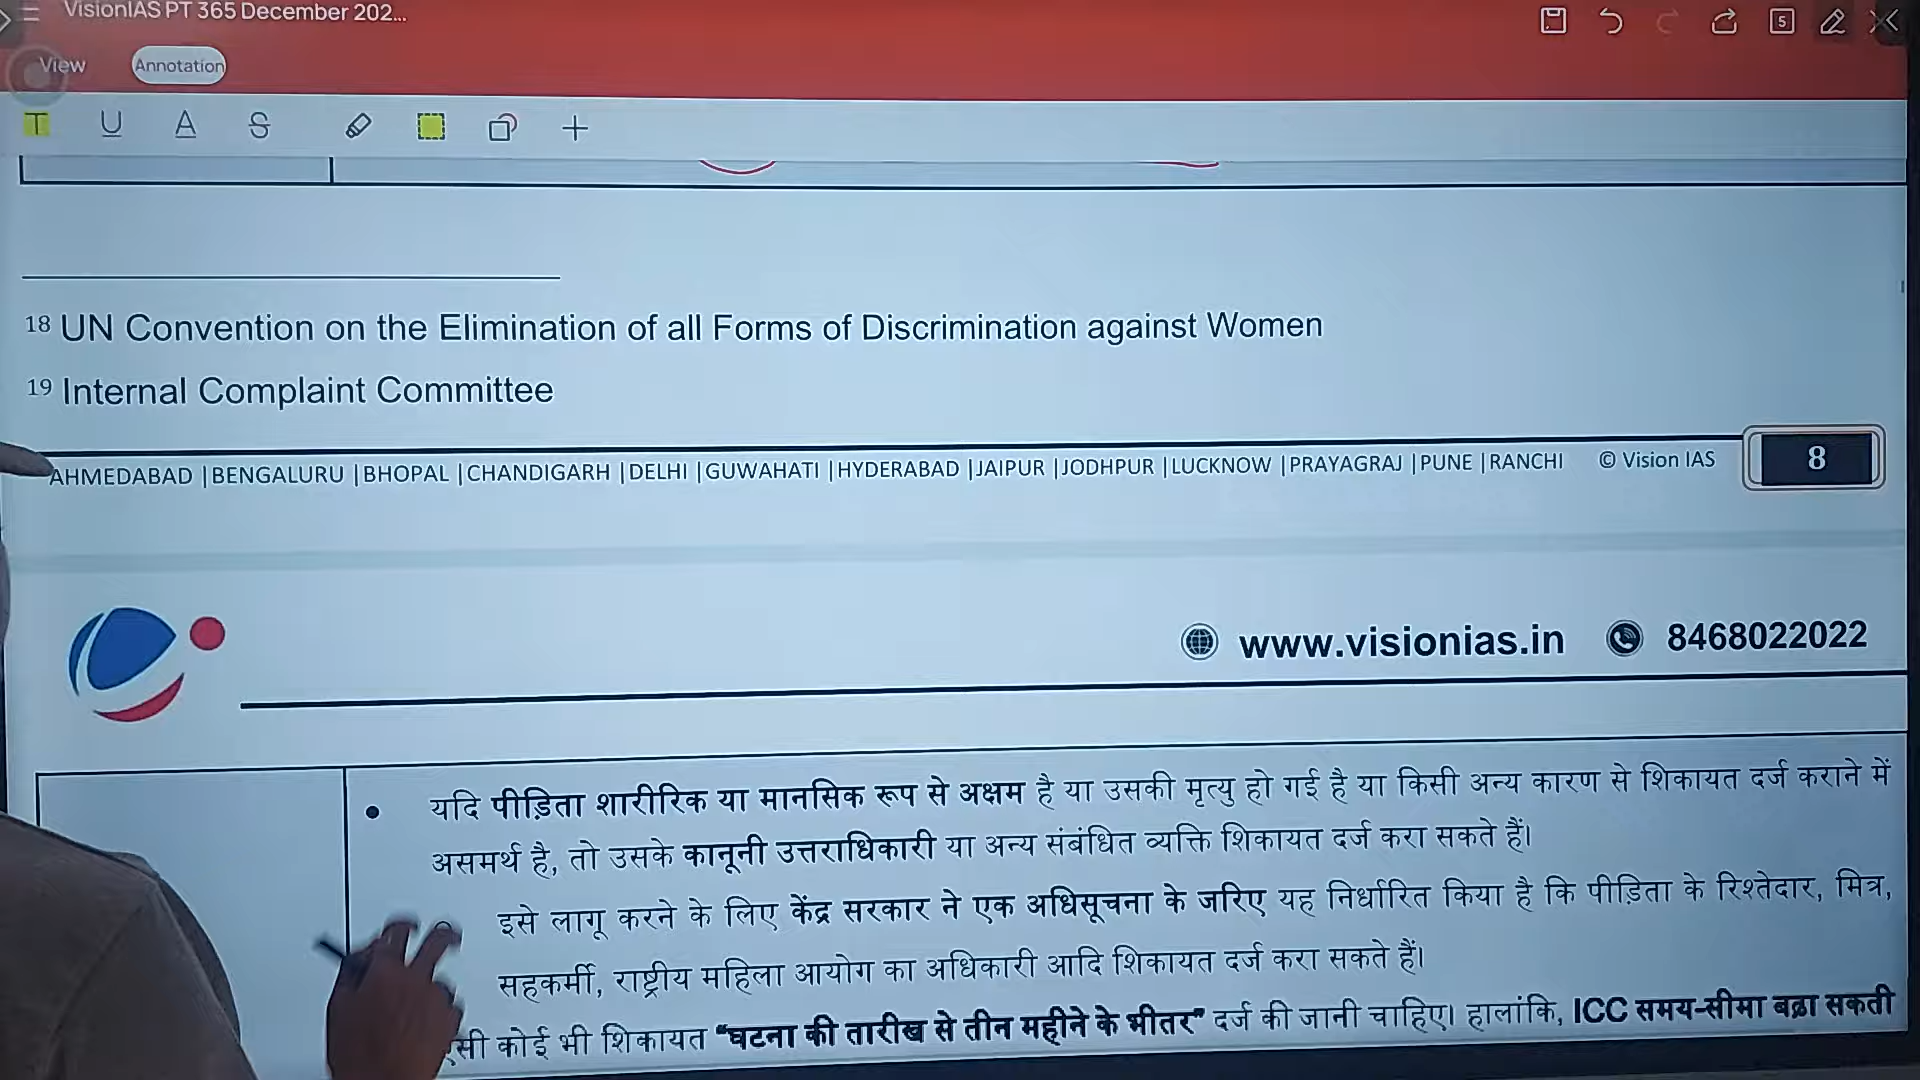 VisionIAS PT 365 December 202...
5
View
Annotation
T U A S
18 UN Convention on the Elimination of all Forms of Discrimination against Women
19 Internal Complaint Committee
AHMEDABAD |BENGALURU |BHOPAL |CHANDIGARH |DELHI |GUWAHATI |HYDERABAD |JAIPUR |JODHPUR |LUCKNOW |PRAYAGRAJ |PUNE |RANCHI © Vision IAS 8
www.visionias.in 8468022022
• यदि पीड़िता शारीरिक या मानसिक रूप से अक्षम है या उसकी मृत्यु हो गई है या किसी अन्य कारण से शिकायत दर्ज कराने में
असमर्थ है, तो उसके कानूनी उत्तराधिकारी या अन्य संबंधित व्यक्ति शिकायत दर्ज करा सकते हैं।
इसे लागू करने के लिए केंद्र सरकार ने एक अधिसूचना के जरिए यह निर्धारित किया है कि पीड़िता के रिश्तेदार, मित्र,
सहकर्मी, राष्ट्रीय महिला आयोग का अधिकारी आदि शिकायत दर्ज करा सकते हैं।
कोई भी शिकायत "घटना की तारीख से तीन महीने के भीतर" दर्ज की जानी चाहिए। हालांकि, ICC समय-सीमा बढ़ा सकती